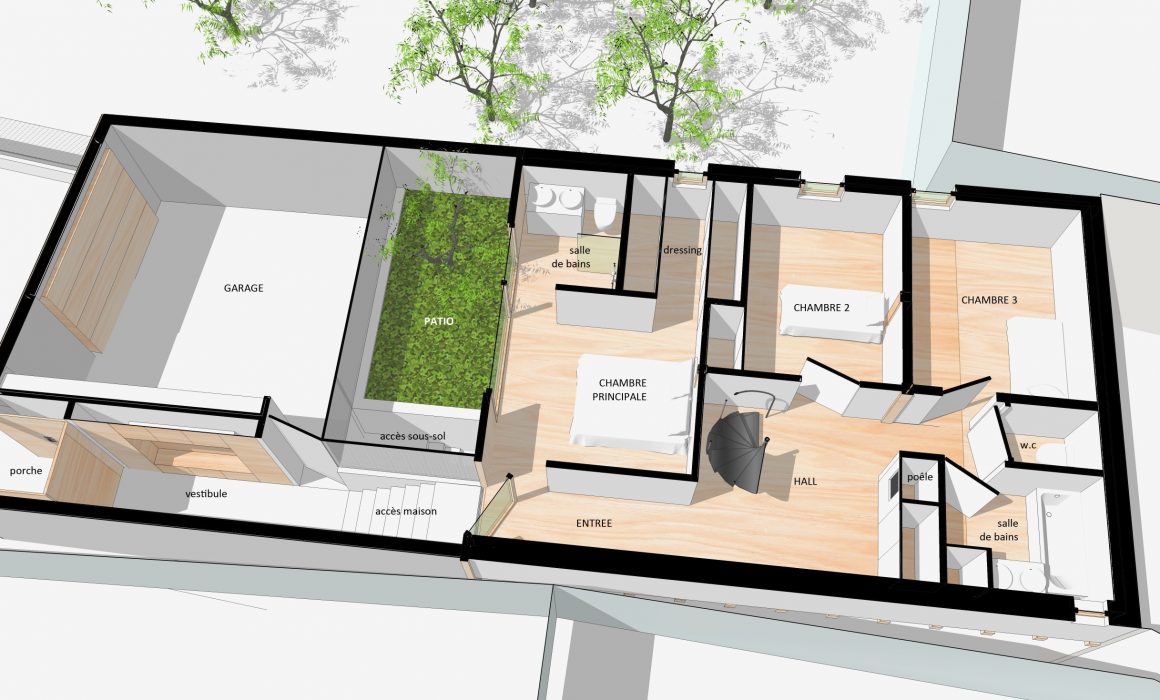 GARAGE
PATIO
salle
de bains
dressing
CHAMBRE 2
CHAMBRE 3
CHAMBRE
PRINCIPALE
accès sous-sol
porche
vestibule
accès maison
ENTREE
HALL
poêle
w.c
salle
de bains